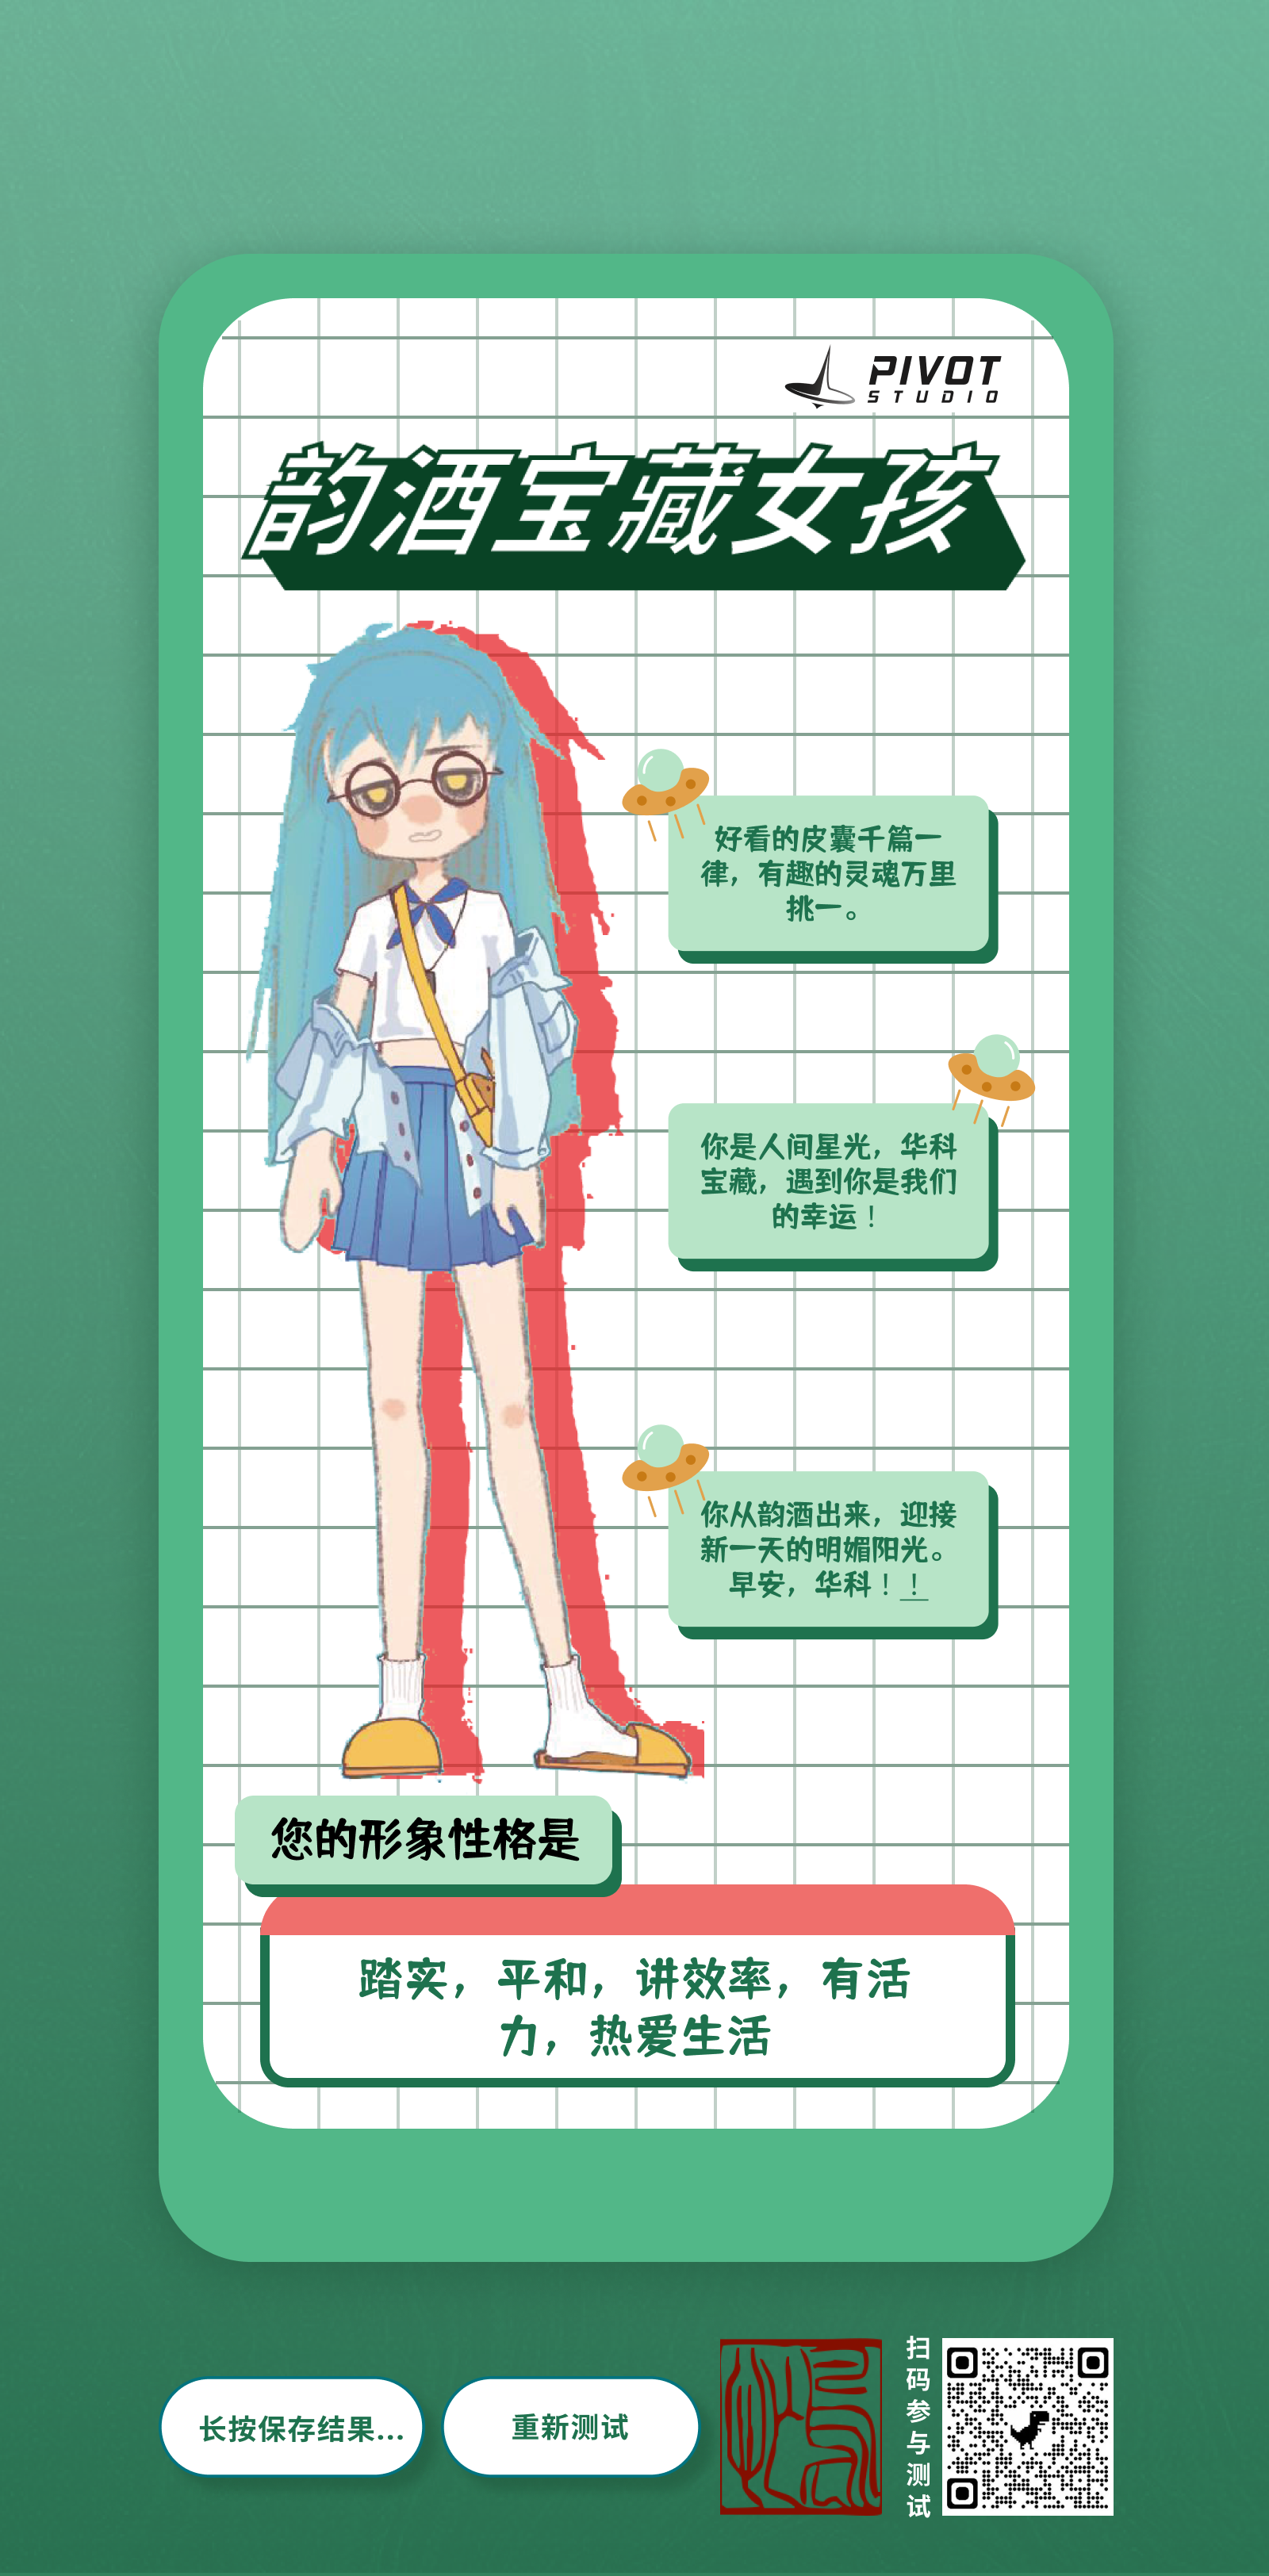 PIVOT
STUDIO
韵酒宝藏女孩
好看的皮囊千篇一
律，有趣的灵魂万里
挑一。
你是人间星光，华科
宝藏，遇到你是我们
的幸运！
你从韵酒出来，迎接
新一天的明媚阳光。
早安，华科！！
您的形象性格是
踏实，平和，讲效率，有活
力，热爱生活
长按保存结果...
重新测试
扫码参与测试